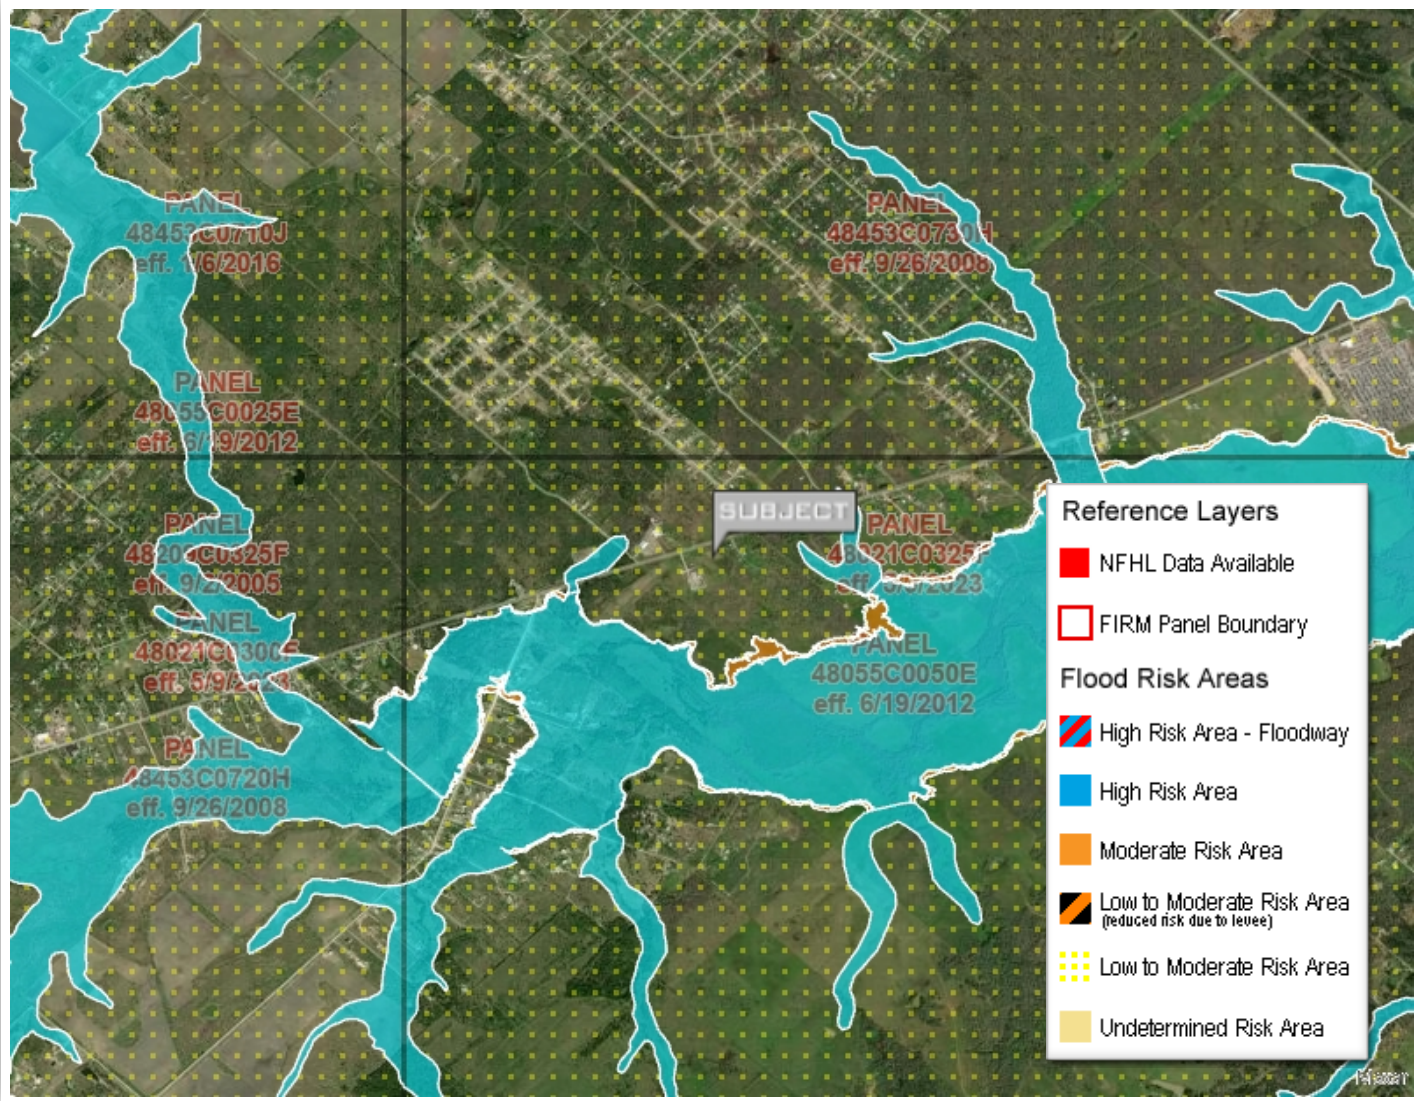 PANEL
48453C0710J
eff. 1/6/2016
PANEL
48453C0730H
eff. 9/26/2008
PANEL
48055C0025E
eff. 6/19/2012
SUBJECT
PANEL
48209C0325F
eff. 9/2/2005
PANEL
48021C0325F
PANEL
48021C0300F
eff. 5/9/2023
PANEL
48055C0050E
eff. 6/19/2012
PANEL
48453C0720H
eff. 9/26/2008
Reference Layers
NFHL Data Available
FIRM Panel Boundary
Flood Risk Areas
High Risk Area - Floodway
High Risk Area
Moderate Risk Area
Low to Moderate Risk Area
(reduced risk due to levee)
Low to Moderate Risk Area
Undetermined Risk Area
Maxar